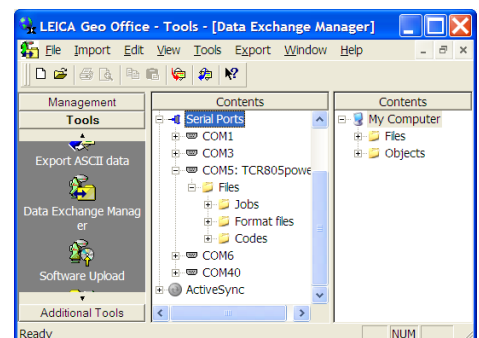 LEICA Geo Office - Tools - [Data Exchange Manager]
File Import Edit View Tools Export Window Help
Management
Tools
Export ASCII data
Data Exchange Manag
er
Software Upload
Additional Tools
Contents
Serial Ports
COM1
COM3
COM5: TCR805powe
Files
Jobs
Format files
Codes
COM6
COM40
ActiveSync
Contents
My Computer
Files
Objects
Ready
NUM